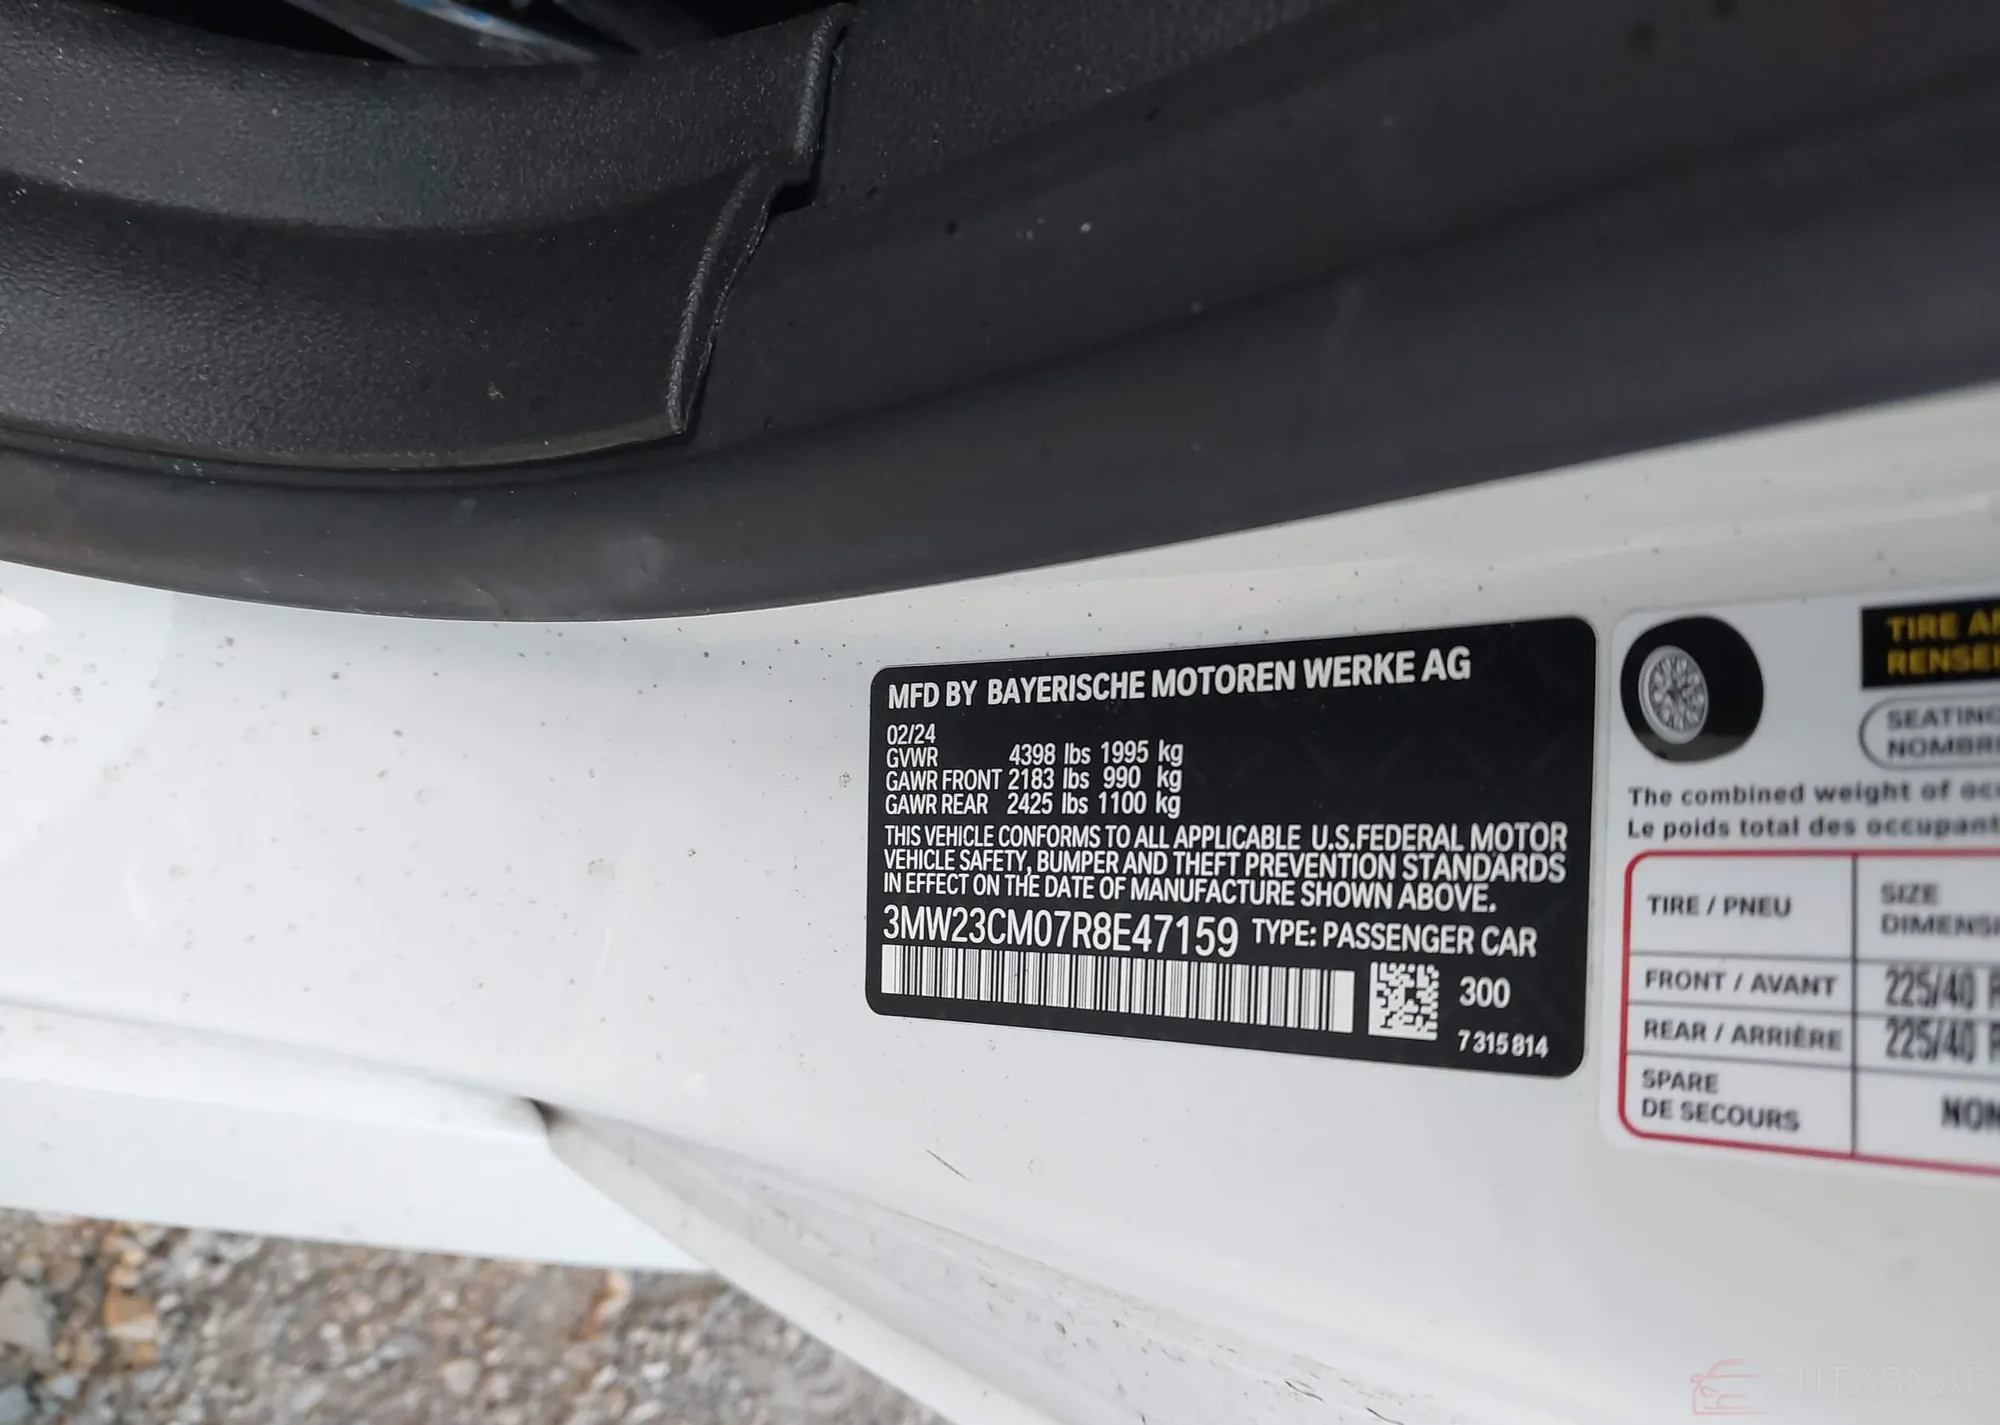 MFD BY BAYERISCHE MOTOREN WERKE AG
02/24
GVWR 4398 lbs 1995 kg
GAWR FRONT 2183 lbs 990 kg
GAWR REAR 2425 lbs 1100 kg
THIS VEHICLE CONFORMS TO ALL APPLICABLE U.S.FEDERAL MOTOR
VEHICLE SAFETY, BUMPER AND THEFT PREVENTION STANDARDS
IN EFFECT ON THE DATE OF MANUFACTURE SHOWN ABOVE.
3MW23CM07R8E47159 TYPE: PASSENGER CAR
300
7 315 814
TIRE
SEATING
The combined weight of
Le poids total des
TIRE / PNEU
SIZE
FRONT / AVANT 225/40
REAR / ARRIÈRE 225/40
SPARE
DE SECOURS